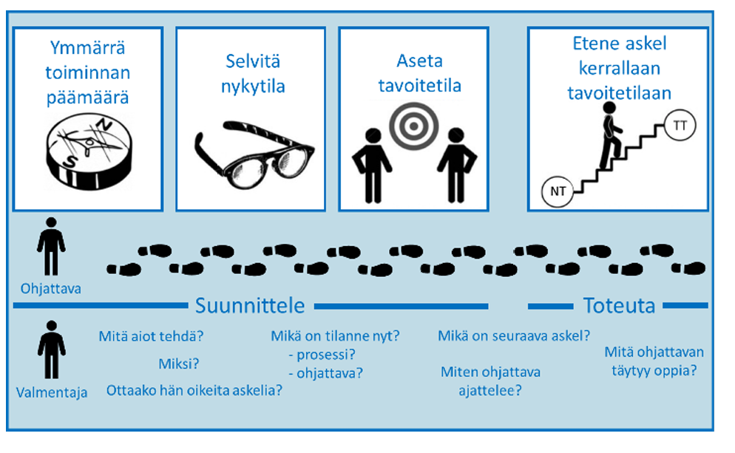 Ymmärrä
toiminnan
päämäärä
N
S
Selvitä
nykytila
Aseta
tavoitetila
Etene askel
kerrallaan
tavoitetilaan
TT
NT
Ohjattava
Suunnittele
Toteuta
Valmentaja
Mitä aiot tehdä?
Miksi?
Ottaako hän oikeita askelia?
Mikä on tilanne nyt?
- prosessi?
- ohjattava?
Mikä on seuraava askel?
Miten ohjattava
ajattelee?
Mitä ohjattavan
täytyy oppia?